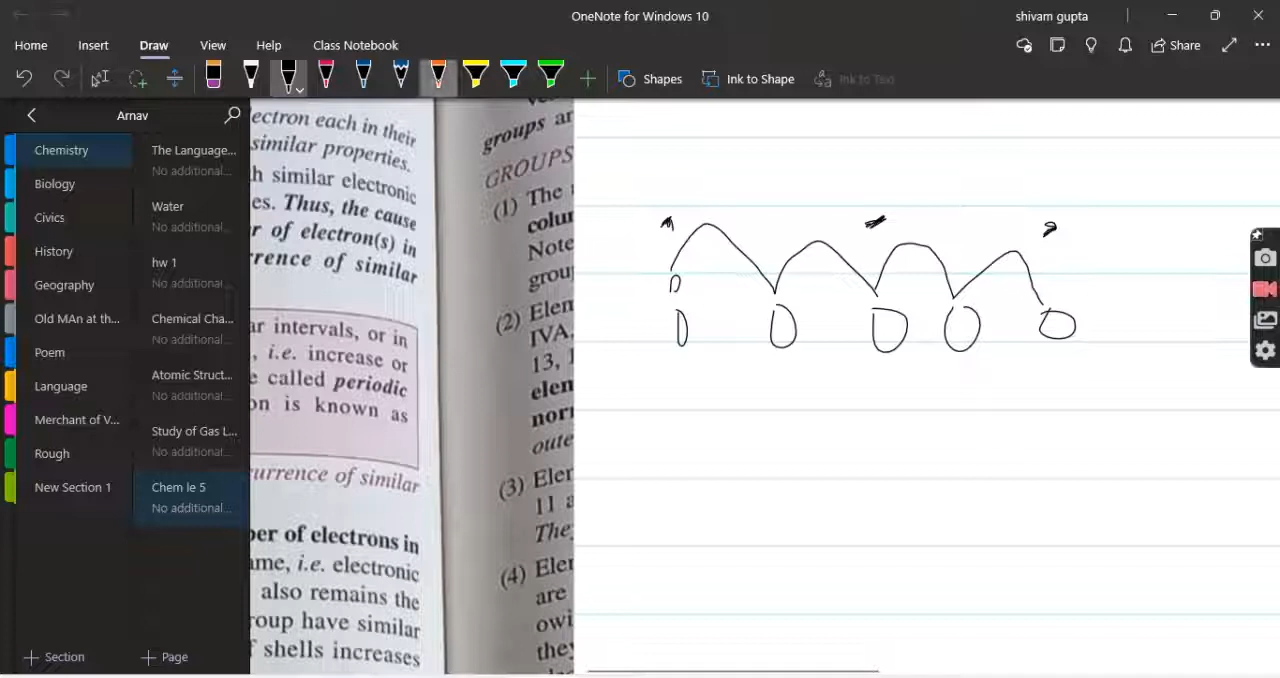 OneNote for Windows 10
shivam gupta
Home
Insert
Draw
View
Help
Class Notebook
Share
Shapes
Ink to Shape
Ink to Text
Arnav
Chemistry
Biology
Civics
History
Geography
Old MAn at th...
Poem
Language
Merchant of V...
Rough
New Section 1
Section
The Language...
No additional...
Water
No additional...
hw 1
No additional...
Chemical Cha...
No additional...
Atomic Struct...
No additional...
Study of Gas L...
No additional...
Chem le 5
No additional...
Page
ectron each in their
similar properties.
h similar electronic
es. Thus, the cause
r of electron(s) in
rrence of similar
ar intervals, or in
, i.e. increase or
e called periodic
on is known as
urrence of similar
ber of electrons in
ame, i.e. electronic
also remains the
roup have similar
f shells increases
groups ar
GROUPS
(1) The
colur
Note
grou
(2) Elem
IVA,
13, 1
elen
norr
oute
(3) Eler
11 a
The
(4) Eler
are
owi
they